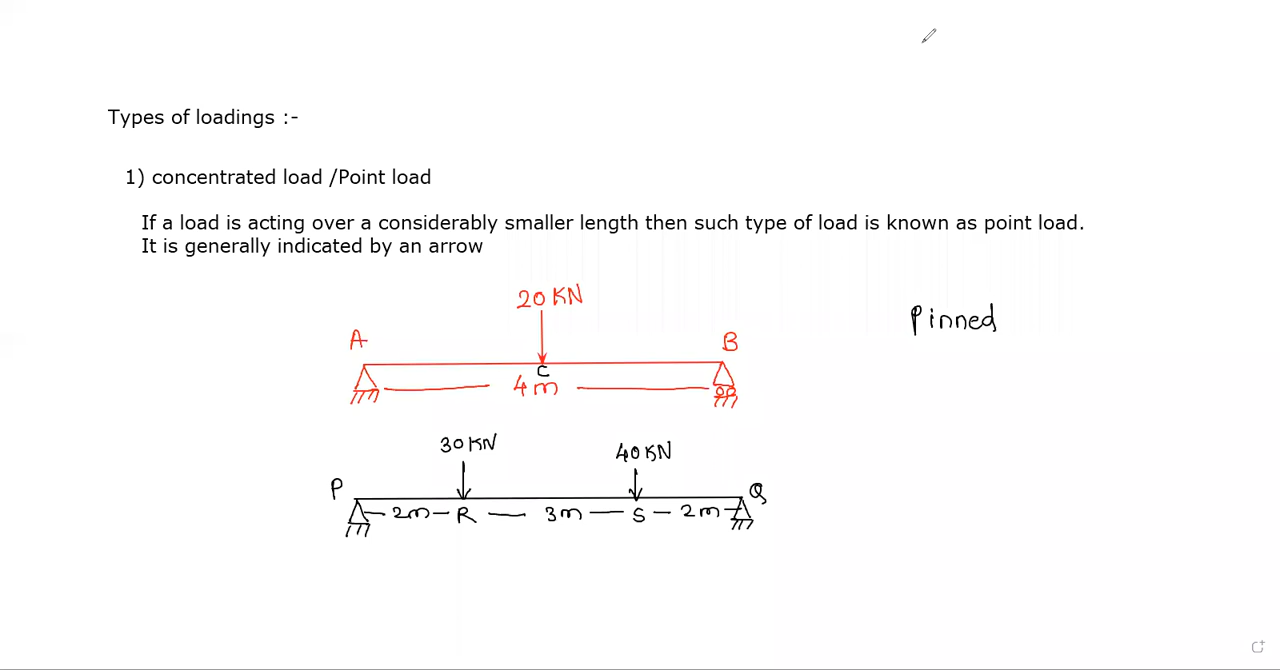 Types of loadings :-
1) concentrated load /Point load
If a load is acting over a considerably smaller length then such type of load is known as point load.
It is generally indicated by an arrow
20 KN
Pinned
A B
C
4m
30 KN 40 KN
P Q
2m R 3m S 2m